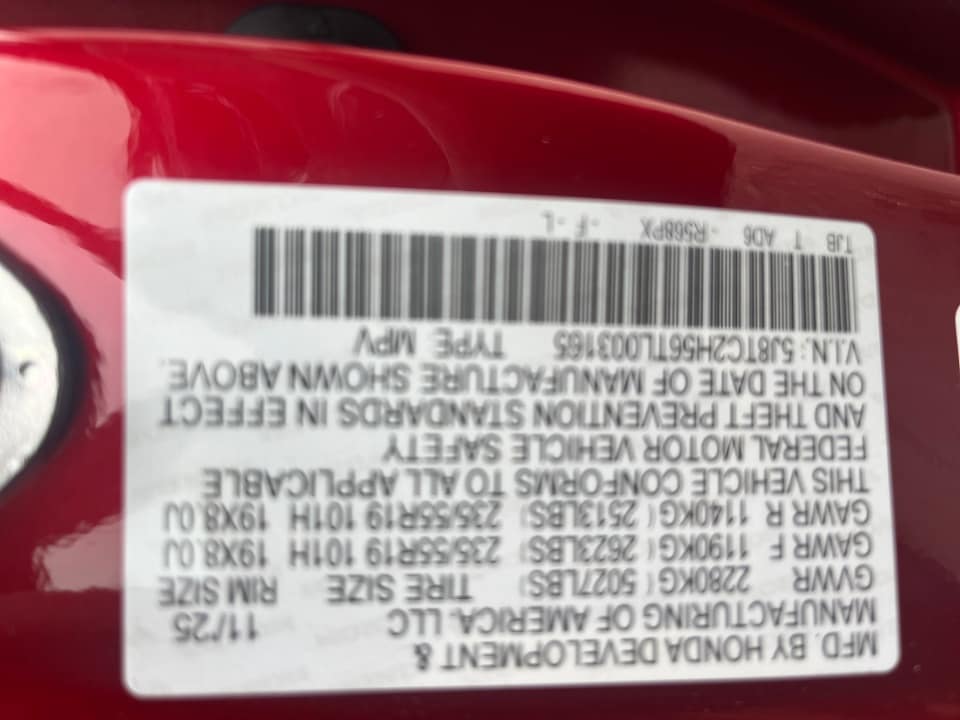 MFD. BY HONDA DEVELOPMENT &
MANUFACTURING OF AMERICA, LLC 11/25
GVWR 2280KG ( 5027LBS) TIRE SIZE RIM SIZE
GAWR F 1190KG ( 2623LBS) 235/55R19 101H 19X8.0J
GAWR R 1140KG ( 2513LBS) 235/55R19 101H 19X8.0J
THIS VEHICLE CONFORMS TO ALL APPLICABLE
FEDERAL MOTOR VEHICLE SAFETY
AND THEFT PREVENTION STANDARDS IN EFFECT
ON THE DATE OF MANUFACTURE SHOWN ABOVE.
V.I.N.: 5J8TC2H56TL003165 TYPE MPV
TJB T AD6 -R568PX -F -L